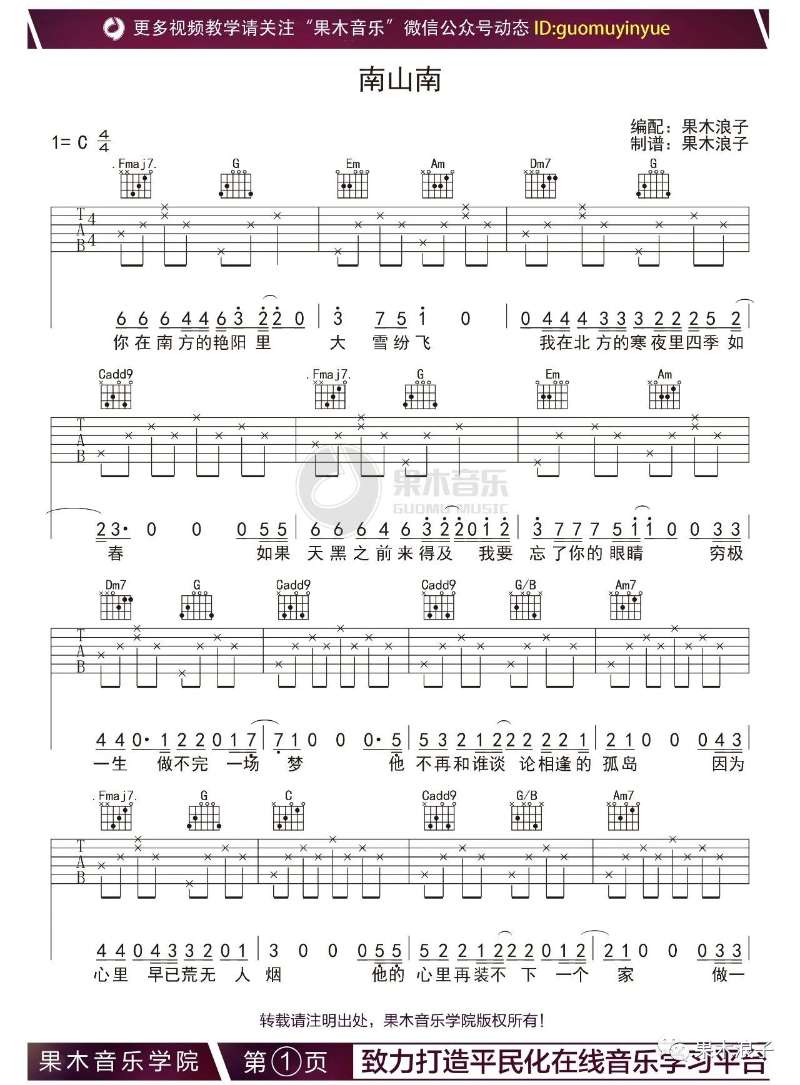 更多视频教学请关注“果木音乐”微信公众号动态 ID:guomuyinyue
南山南
编配：果木浪子
1= C 4/4
制谱：果木浪子
.Fmaj7. G Em Am Dm7 G
T A B 4 4
6 6 6 4 4 6 3 2 2 0 3 7 5 1 0 0 4 4 4 3 3 3 2 2 2 5 2
你在南方的艳阳里 大 雪纷飞 我在北方的寒夜里四季如
Cadd9 .Fmaj7. G Em Am
T A B
2 3· 0 0 0 5 5 6 6 6 6 4 6 3 2 2 2 0 1 2 3 7 7 7 5 1 1 0 0 3 3
春 如果 天黑之前来得及 我要 忘了你的眼睛 穷极
Dm7 G Cadd9 Cadd9 G/B Am7
T A B
4 4 0· 1 2 2 0 1 7 7 1 0 0 0· 5 5 3 2 2 1 2 2 2 2 2 1 2 1 0 0 0 4 3
一生 做不完 一场 梦 他 不再和谁谈 论相逢的 孤岛 因为
.Fmaj7. G C Cadd9 G/B Am7
T A B
4 4 0 4 3 3 2 0 1 3 0 0 0 5 5 5 2 2 1 2 2 2 0 1 2 2 1 0 0 0 4 3
心里 早已荒无 人 烟 他的 心里再装不 下 一个 家 做一
果木音乐
GUOMU MUSIC
转载请注明出处，果木音乐学院版权所有！
果木音乐学院 第①页 致力打造平民化在线音乐学习平台
果木浪子